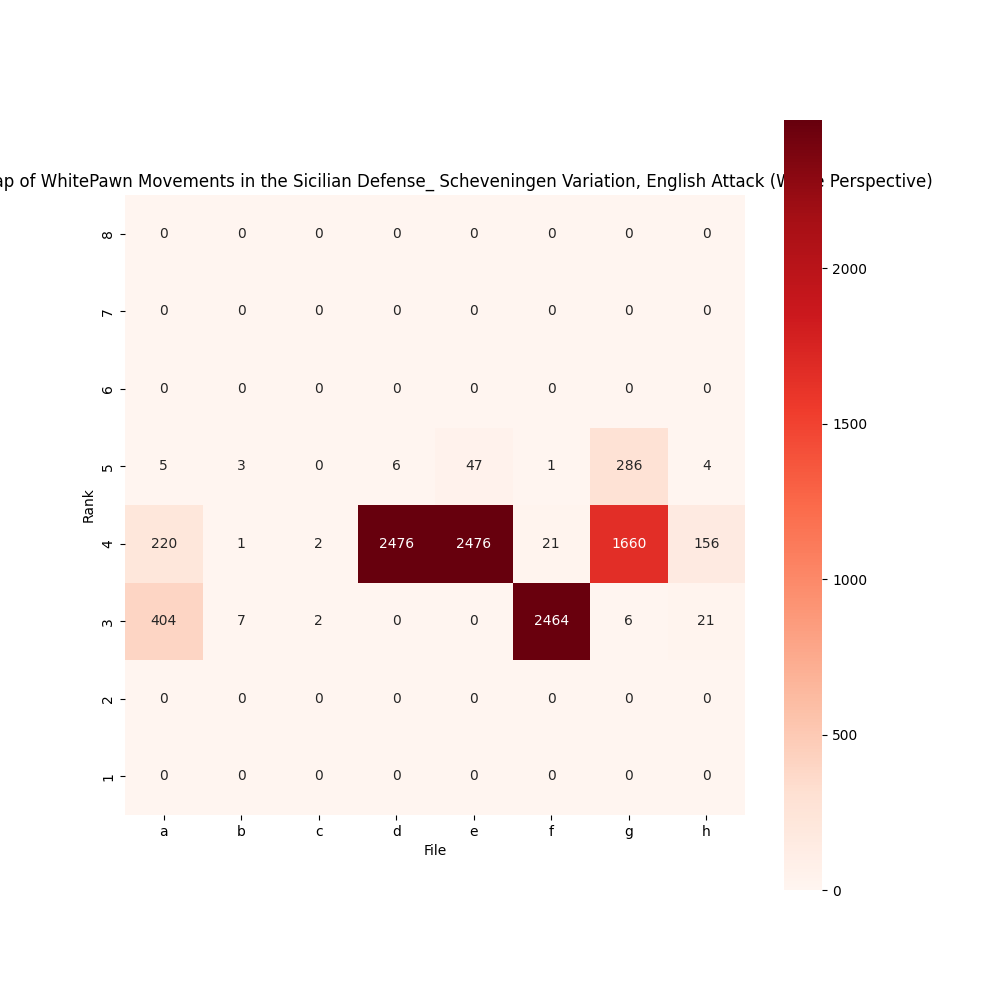 of WhitePawn Movements in the Sicilian Defense_ Scheveningen Variation, English Attack Perspective)
8 0 0 0 0 0 0 0 0
7 0 0 0 0 0 0 0 0
6 0 0 0 0 0 0 0 0
5 5 3 0 6 47 1 286 4
4 220 1 2 2476 2476 21 1660 156
3 404 7 2 0 0 2464 6 21
2 0 0 0 0 0 0 0 0
1 0 0 0 0 0 0 0 0
a b c d e f g h
File
Rank
2000
1500
1000
500
0